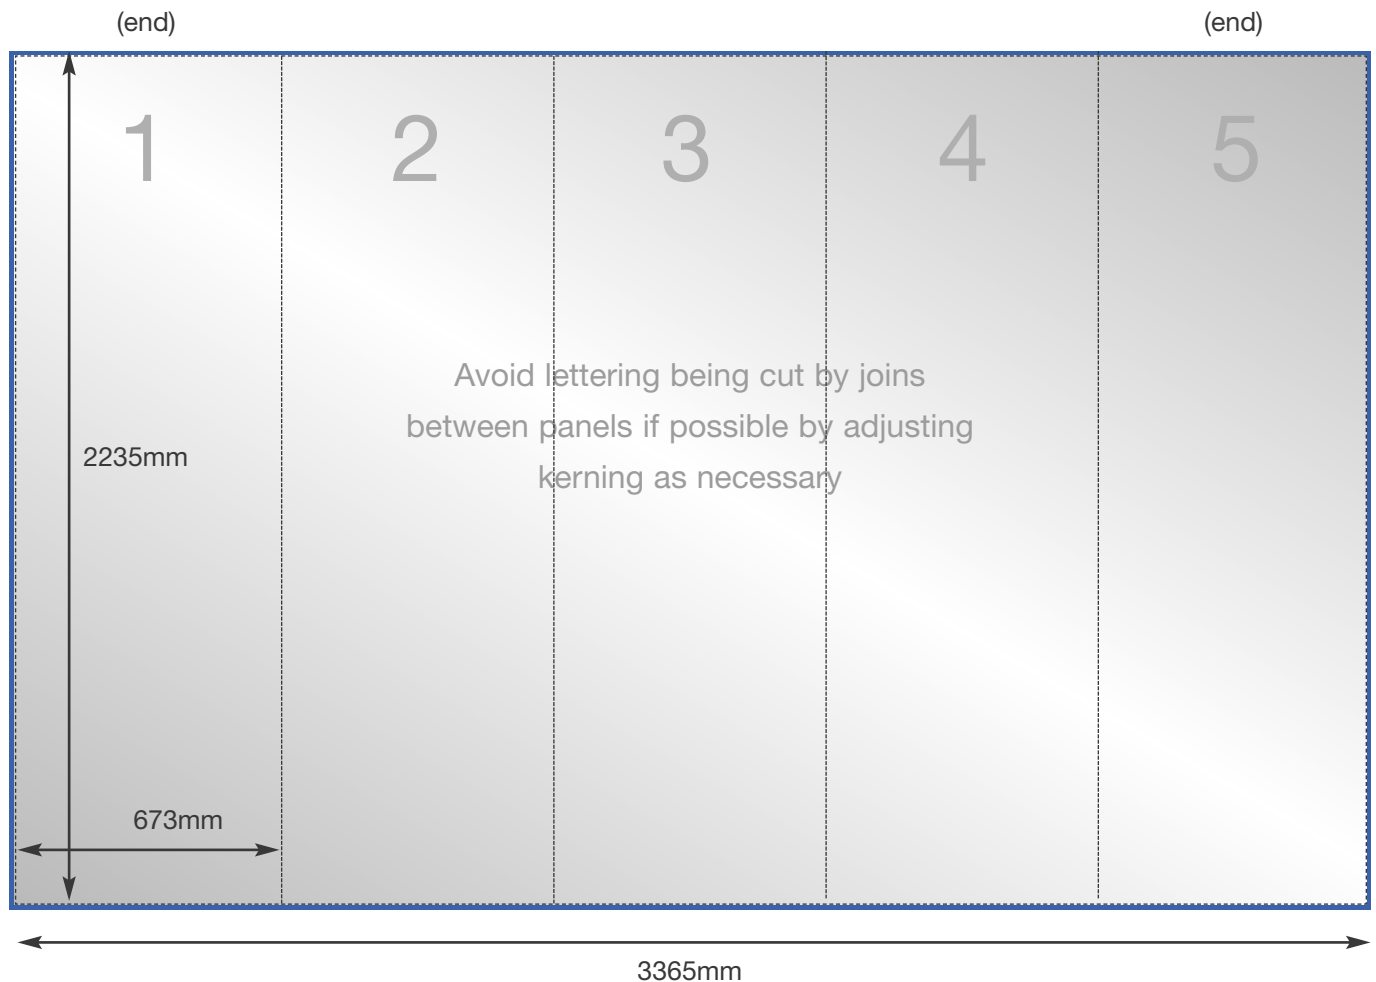 (end)
(end)
1
2
3
4
5
Avoid lettering being cut by joins
between panels if possible by adjusting
kerning as necessary
2235mm
673mm
3365mm